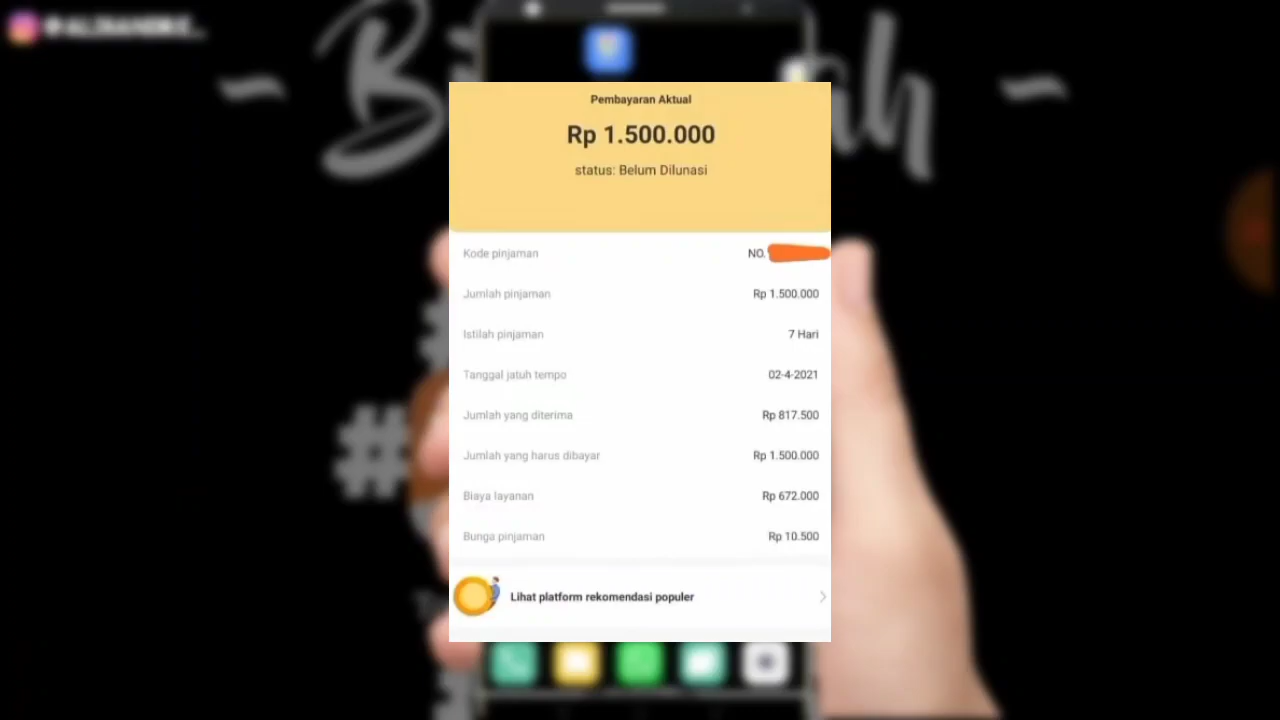 Pembayaran Aktual
Rp 1.500.000
status: Belum Dilunasi
Kode pinjaman NO.
Jumlah pinjaman Rp 1.500.000
Istilah pinjaman 7 Hari
Tanggal jatuh tempo 02-4-2021
Jumlah yang diterima Rp 817.500
Jumlah yang harus dibayar Rp 1.500.000
Biaya layanan Rp 672.000
Bunga pinjaman Rp 10.500
Lihat platform rekomendasi populer